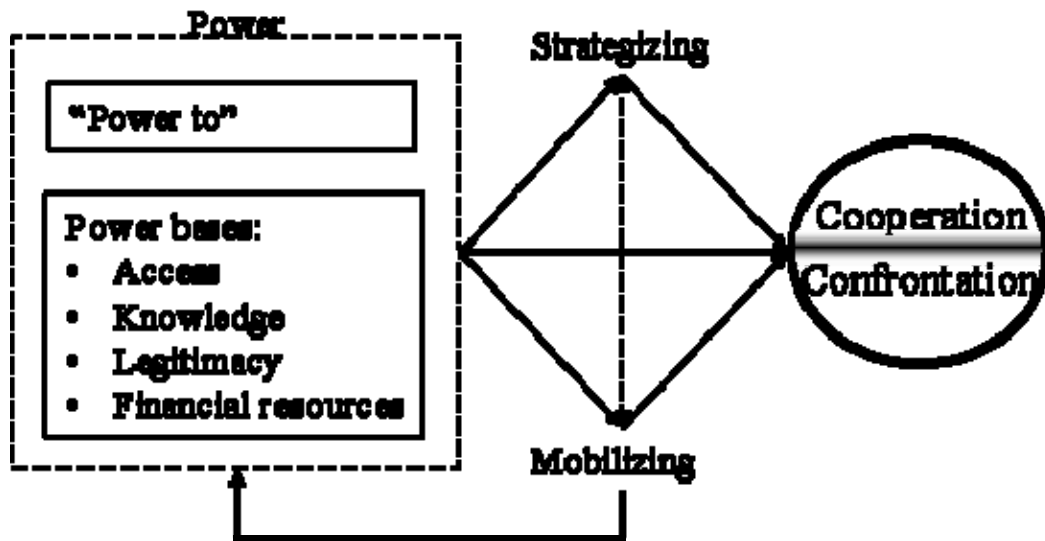 Power
“Power to”
Power bases:
• Access
• Knowledge
• Legitimacy
• Financial resources
Strategizing
Mobilizing
Cooperation
Confrontation